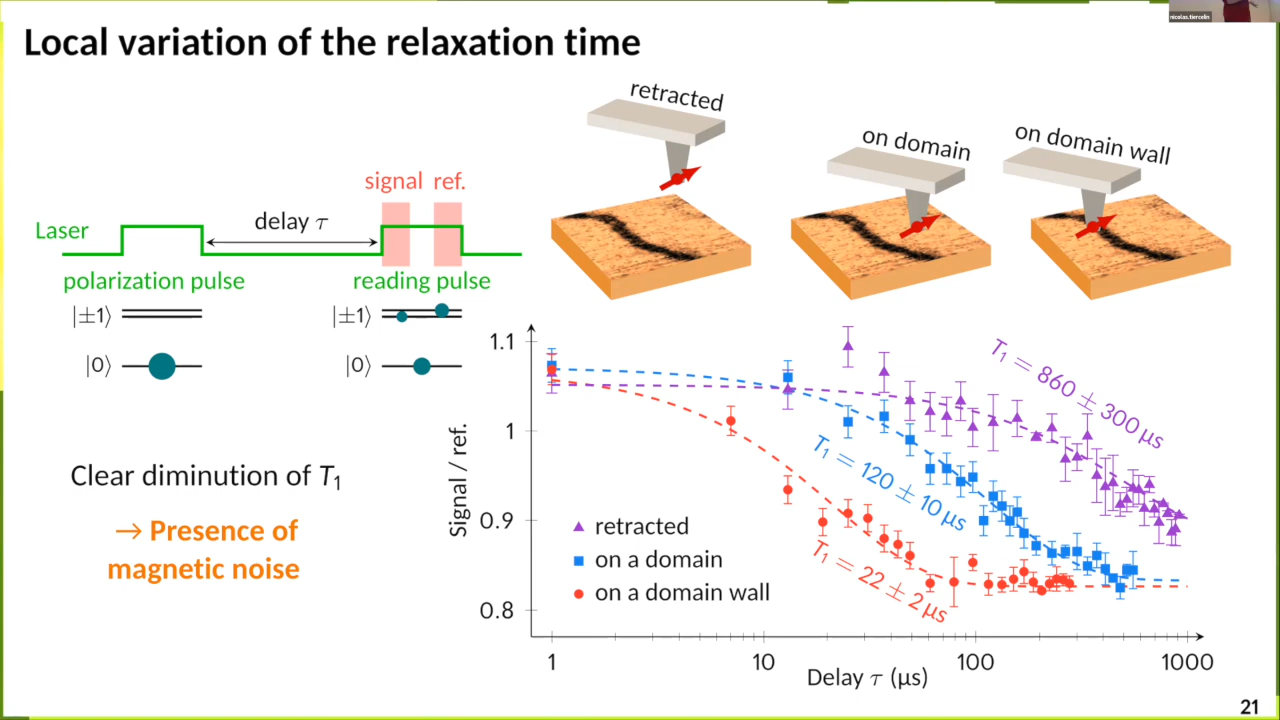 nicolas.tiercelin
Local variation of the relaxation time
retracted
on domain
on domain wall
signal ref.
Laser
delay τ
polarization pulse
reading pulse
|±1⟩
|±1⟩
|0⟩
|0⟩
Clear diminution of T₁
→ Presence of
magnetic noise
Signal / ref.
1.1
1
0.9
0.8
T₁ = 860 ± 300 µs
T₁ = 120 ± 10 µs
T₁ = 22 ± 2 µs
retracted
on a domain
on a domain wall
1
10
100
1000
Delay τ (µs)
21